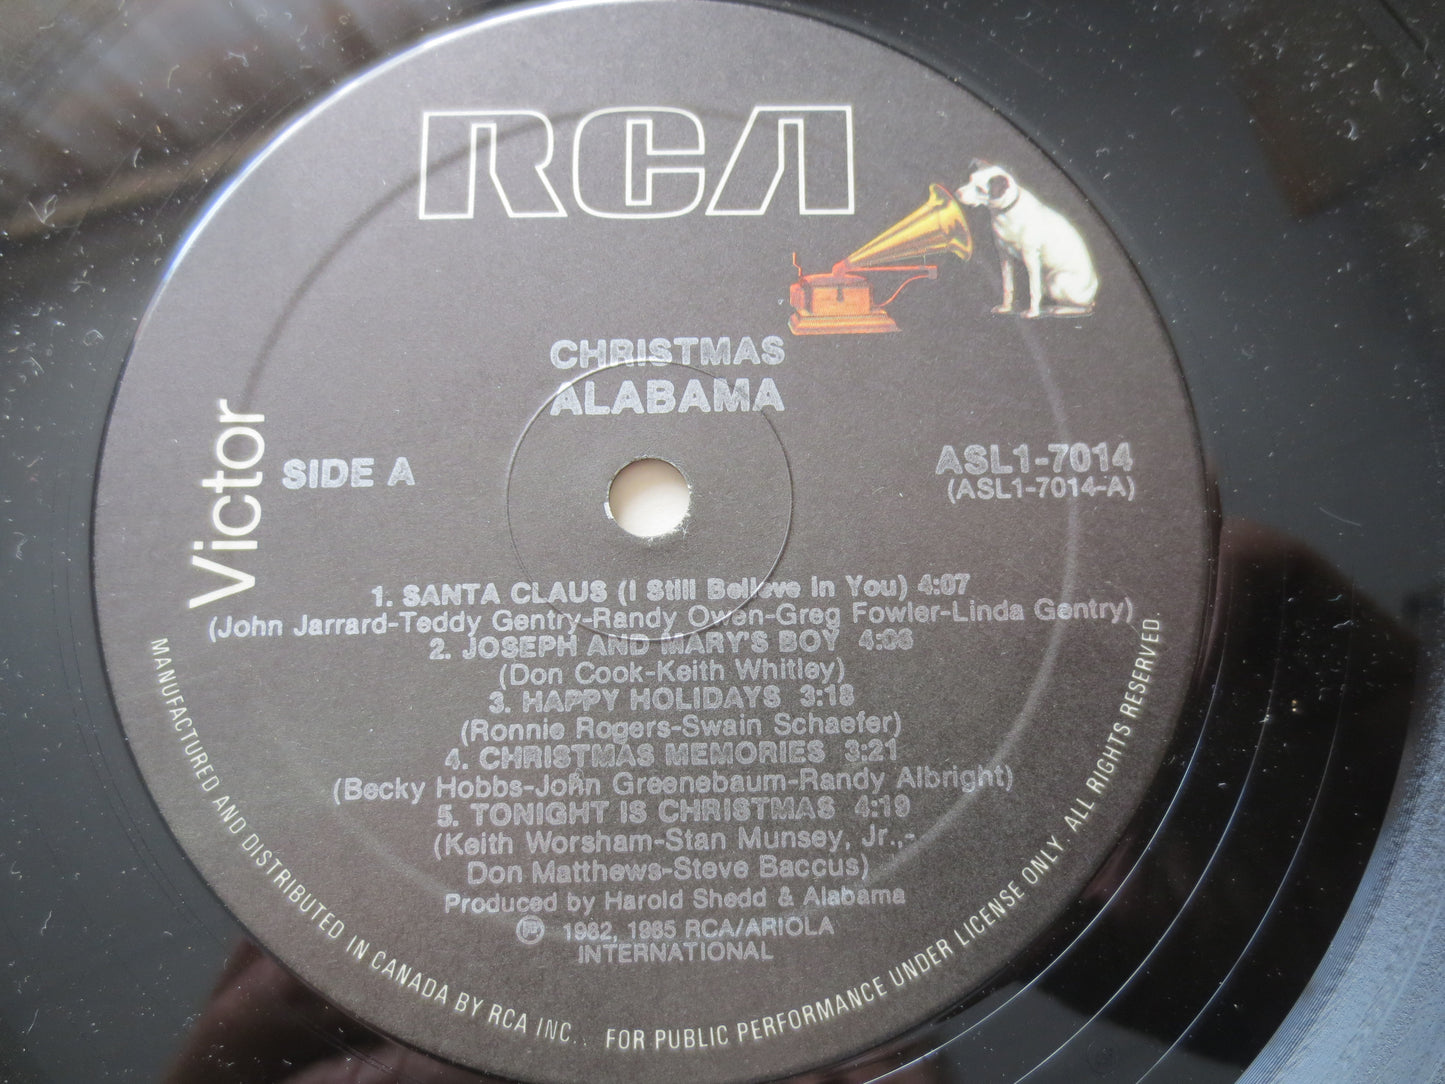 RCA
Victor
CHRISTMAS
ALABAMA
SIDE A
ASL1-7014
(ASL1-7014-A)
1. SANTA CLAUS (I Still Believe In You) 4:07
(John Jarrard-Teddy Gentry-Randy Owen-Greg Fowler-Linda Gentry)
2. JOSEPH AND MARY'S BOY 4:06
(Don Cook-Keith Whitley)
3. HAPPY HOLIDAYS 3:18
(Ronnie Rogers-Swain Schaefer)
4. CHRISTMAS MEMORIES 3:21
(Becky Hobbs-John Greenebaum-Randy Albright)
5. TONIGHT IS CHRISTMAS 4:19
(Keith Worsham-Stan Munsey, Jr.,-
Don Matthews-Steve Baccus)
Produced by Harold Shedd & Alabama
℗ 1982, 1985 RCA/ARIOLA
INTERNATIONAL
MANUFACTURED AND DISTRIBUTED IN CANADA BY RCA INC.. FOR PUBLIC PERFORMANCE UNDER LICENSE ONLY. ALL RIGHTS RESERVED.